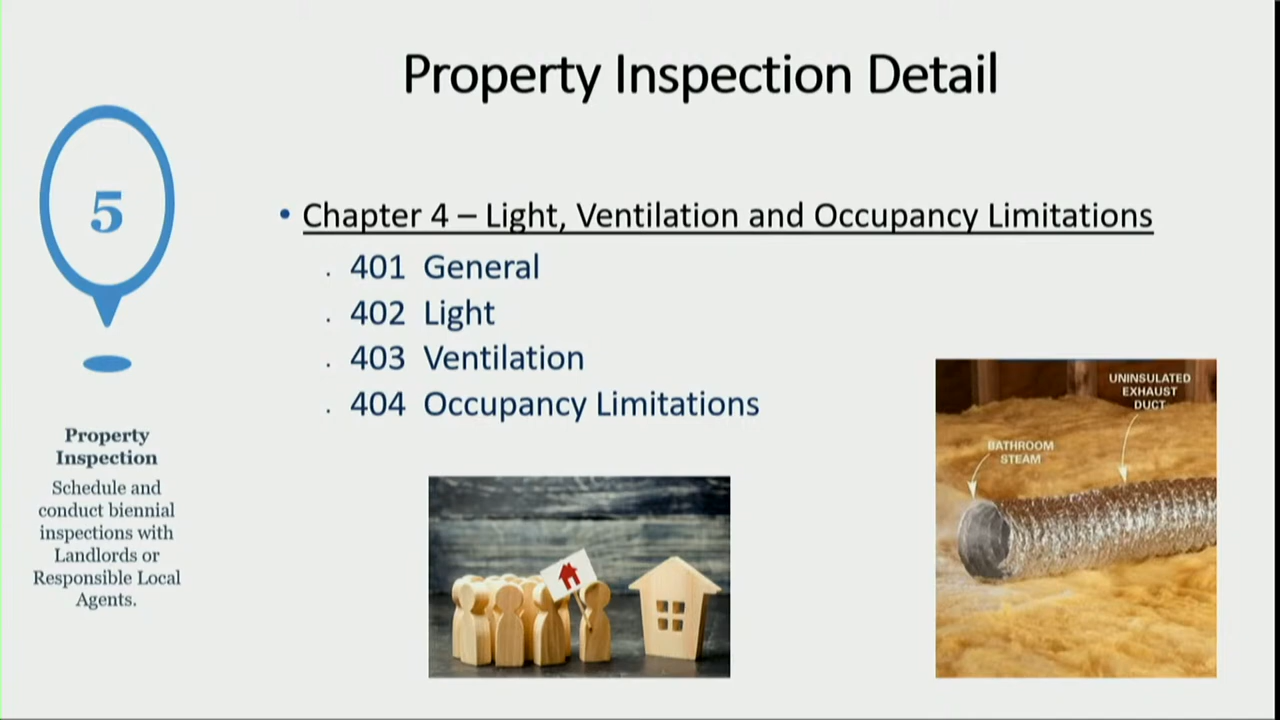 Property Inspection Detail
5
Property
Inspection
Schedule and
conduct biennial
inspections with
Landlords or
Responsible Local
Agents.
• Chapter 4 – Light, Ventilation and Occupancy Limitations
. 401 General
. 402 Light
. 403 Ventilation
. 404 Occupancy Limitations
UNINSULATED
EXHAUST
DUCT
BATHROOM
STEAM